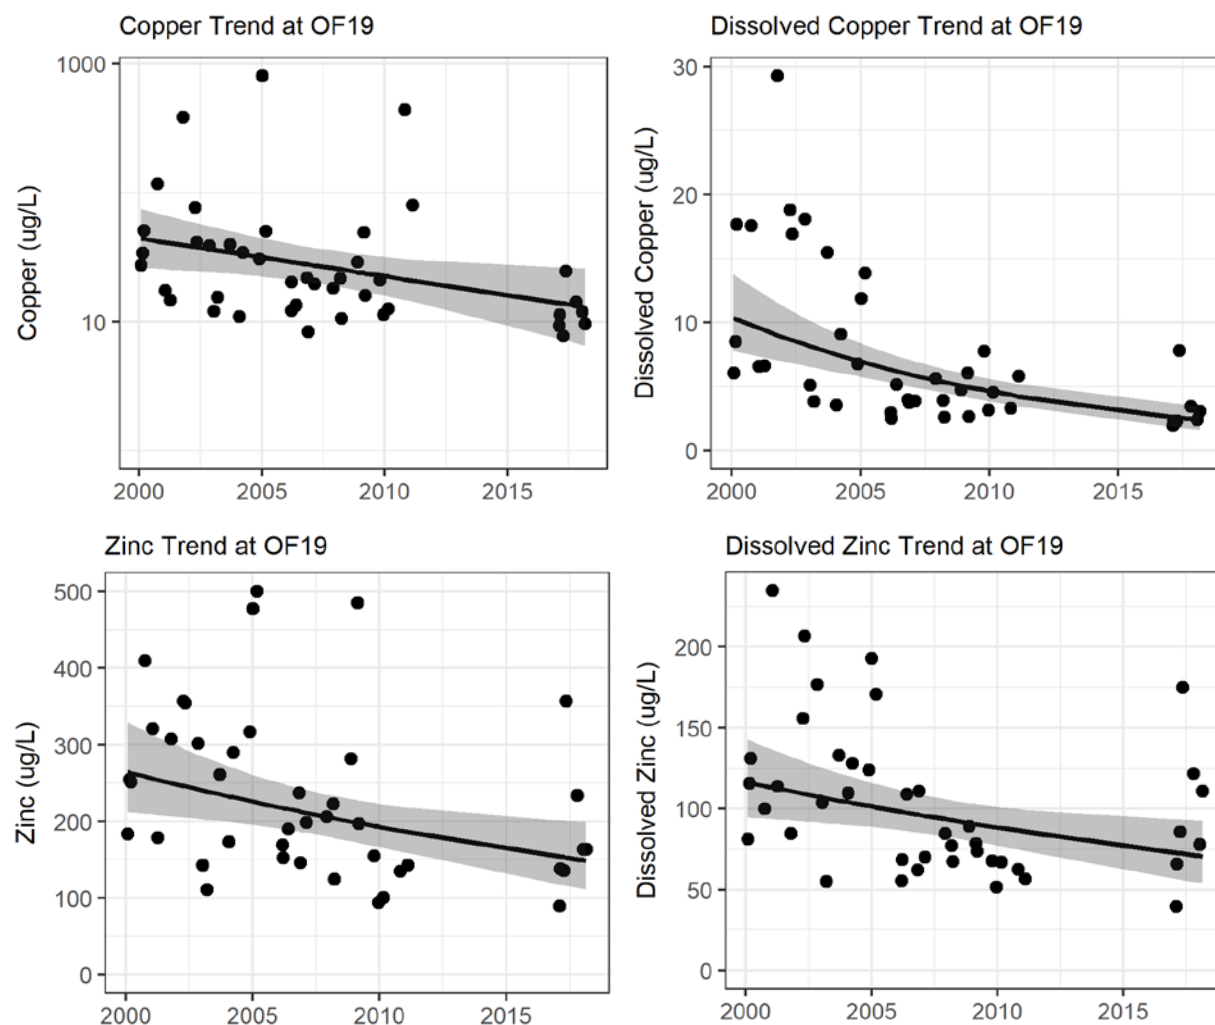 Copper Trend at OF19
Dissolved Copper Trend at OF19
1000
10
Copper (ug/L)
2000 2005 2010 2015
30
20
10
0
Dissolved Copper (ug/L)
2000 2005 2010 2015
Zinc Trend at OF19
Dissolved Zinc Trend at OF19
500
400
300
200
100
0
Zinc (ug/L)
2000 2005 2010 2015
200
150
100
50
0
Dissolved Zinc (ug/L)
2000 2005 2010 2015